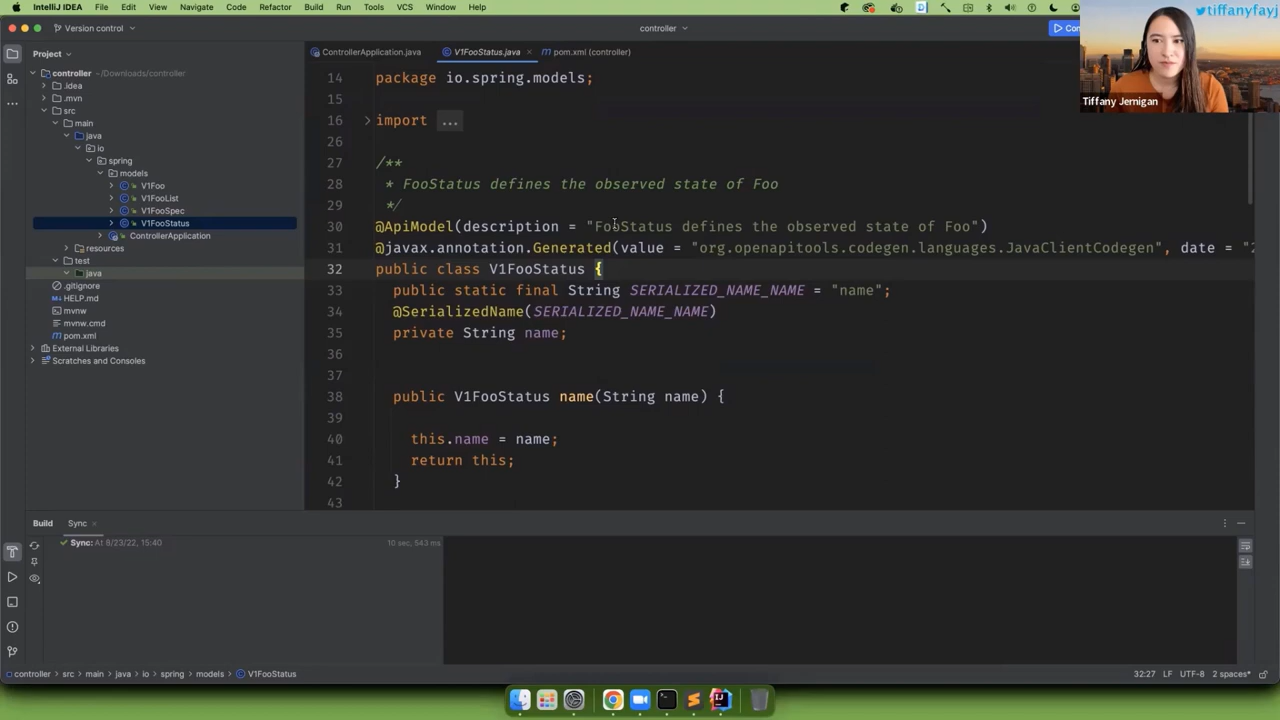 IntelliJ IDEA File Edit View Navigate Code Refactor Build Run Tools VCS Window Help
tiffanyfayj
Version control
controller
Project
ControllerApplication.java V1FooStatus.java pom.xml (controller)
Tiffany Jernigan
controller ~/Downloads/controller
.idea
.mvn
src
main
java
io
spring
models
V1Foo
V1FooList
V1FooSpec
V1FooStatus
ControllerApplication
resources
test
java
.gitignore
HELP.md
mvnw
mvnw.cmd
pom.xml
External Libraries
Scratches and Consoles
14 package io.spring.models;
15
16 import ...
26
27 /**
28 * FooStatus defines the observed state of Foo
29 */
30 @ApiModel(description = "FooStatus defines the observed state of Foo")
31 @javax.annotation.Generated(value = "org.openapitools.codegen.languages.JavaClientCodegen", date = "2
32 public class V1FooStatus {
33 public static final String SERIALIZED_NAME_NAME = "name";
34 @SerializedName(SERIALIZED_NAME_NAME)
35 private String name;
36
37
38 public V1FooStatus name(String name) {
39
40 this.name = name;
41 return this;
42 }
43
Build Sync
Sync: At 8/23/22, 15:40 10 sec, 543 ms
controller src main java io spring models V1FooStatus 32:27 LF UTF-8 2 spaces*